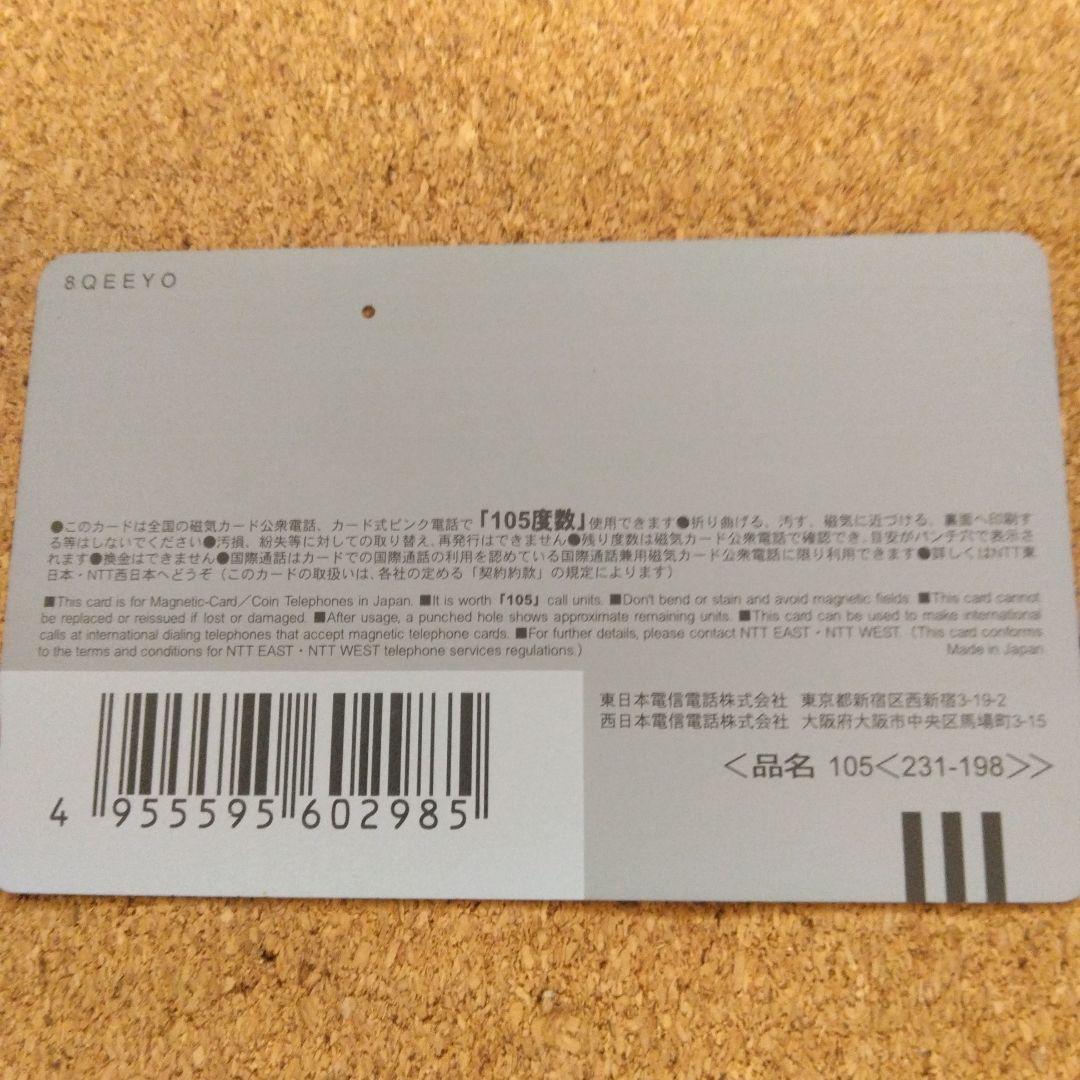 8QEEYO
●このカードは全国の磁気カード公衆電話、カード式ピンク電話で「105度数」使用できます●折り曲げる、汚す、磁気に近づける、裏面へ印刷す
る等はしないでください●汚損、紛失等に対しての取り替え、再発行はできません●残り度数は磁気カード公衆電話で確認でき、目安がパンチ穴で表示さ
れます●換金はできません●国際通話はカードでの国際通話の利用を認めている国際通話兼用磁気カード公衆電話に限り利用できます●詳しくはNTT東
日本・NTT西日本へどうぞ（このカードの取扱いは、各社の定める「契約約款」の規定によります）
■This card is for Magnetic-Card／Coin Telephones in Japan. ■It is worth「105」call units. ■Don't bend or stain and avoid magnetic fields. ■This card cannot
be replaced or reissued if lost or damaged. ■After usage, a punched hole shows approximate remaining units. ■This card can be used to make international
calls at international dialing telephones that accept magnetic telephone cards. ■For further details, please contact NTT EAST・NTT WEST. (This card conforms
to the terms and conditions for NTT EAST・NTT WEST telephone services regulations.) Made in Japan
東日本電信電話株式会社 東京都新宿区西新宿3-19-2
西日本電信電話株式会社 大阪府大阪市中央区馬場町3-15
＜品名 105＜231-198＞＞
4 955595 602985